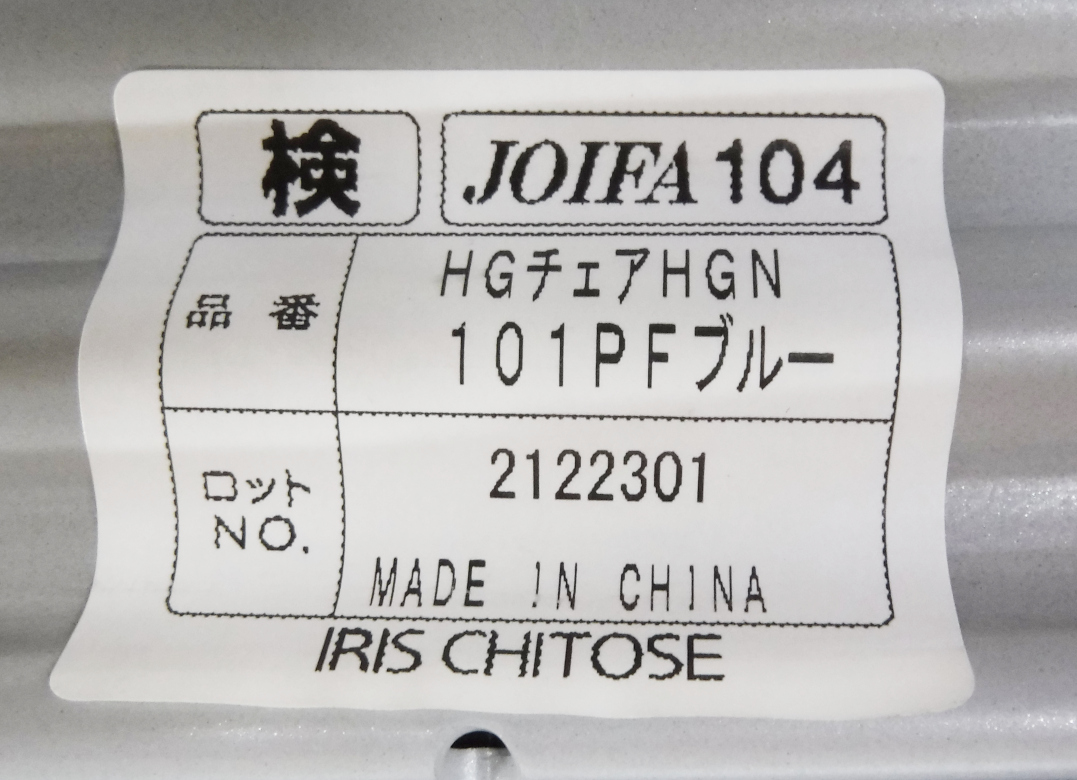 検 JOIFA 104
品番 HGチェアHGN
101PFブルー
ロット
NO.
2122301
MADE IN CHINA
IRIS CHITOSE